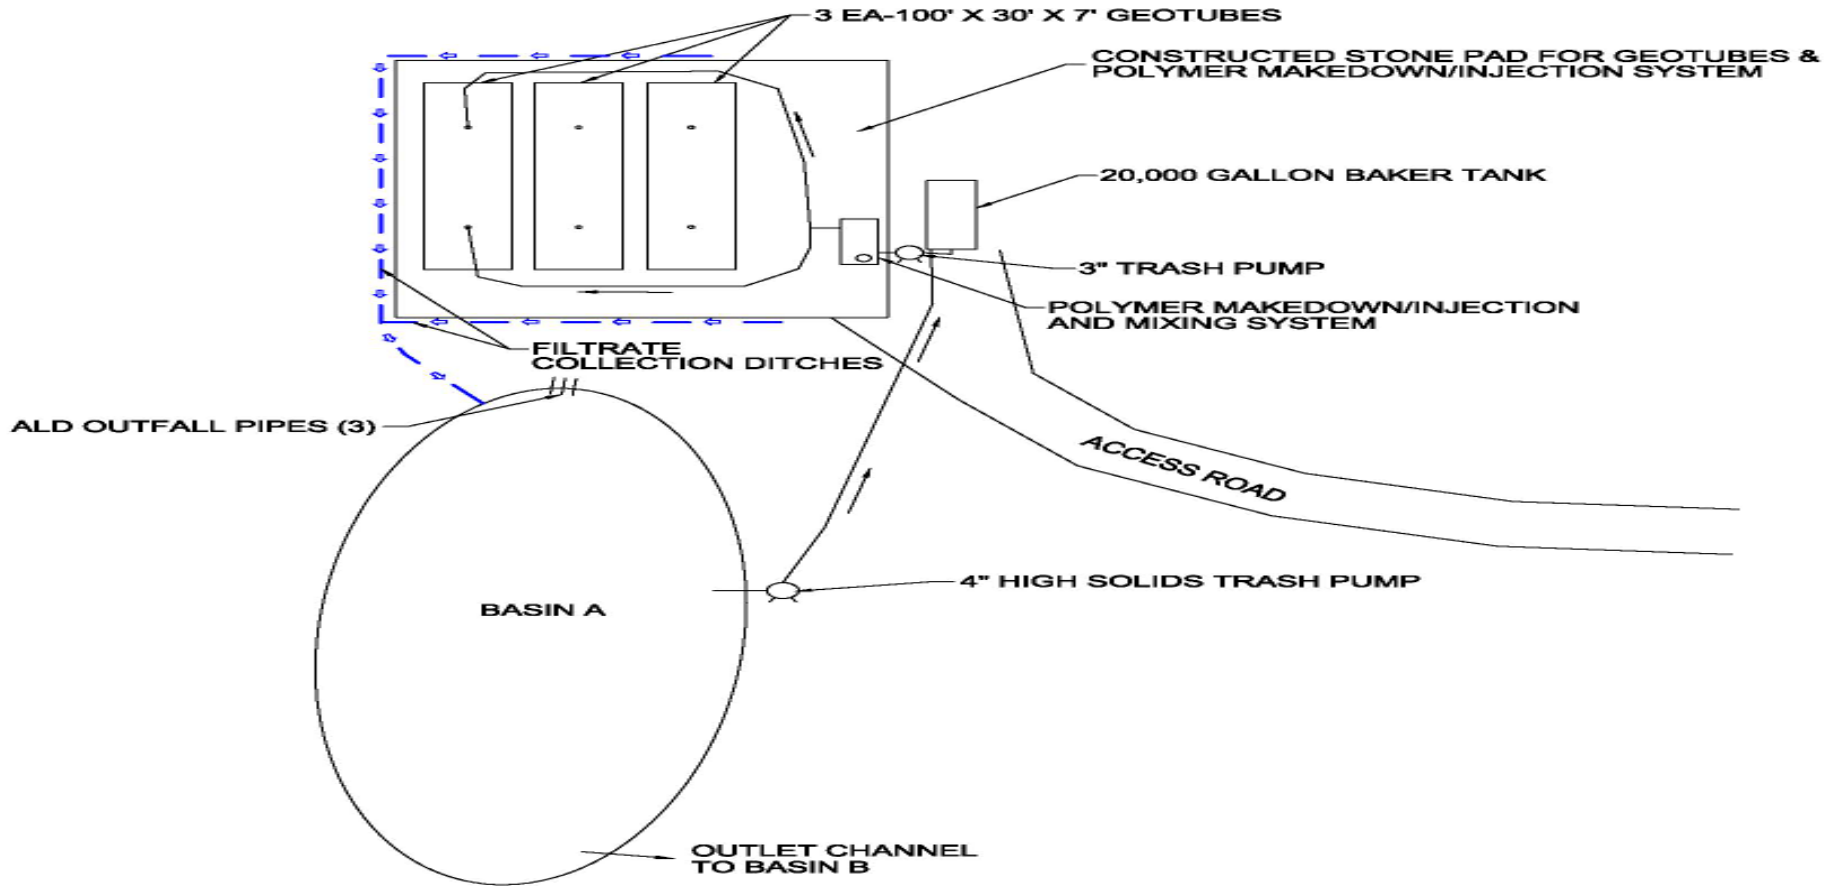 3 EA-100' X 30' X 7' GEOTUBES
CONSTRUCTED STONE PAD FOR GEOTUBES &
POLYMER MAKEDOWN/INJECTION SYSTEM
20,000 GALLON BAKER TANK
3" TRASH PUMP
POLYMER MAKEDOWN/INJECTION
AND MIXING SYSTEM
FILTRATE
COLLECTION DITCHES
ALD OUTFALL PIPES (3)
ACCESS ROAD
4" HIGH SOLIDS TRASH PUMP
BASIN A
OUTLET CHANNEL
TO BASIN B